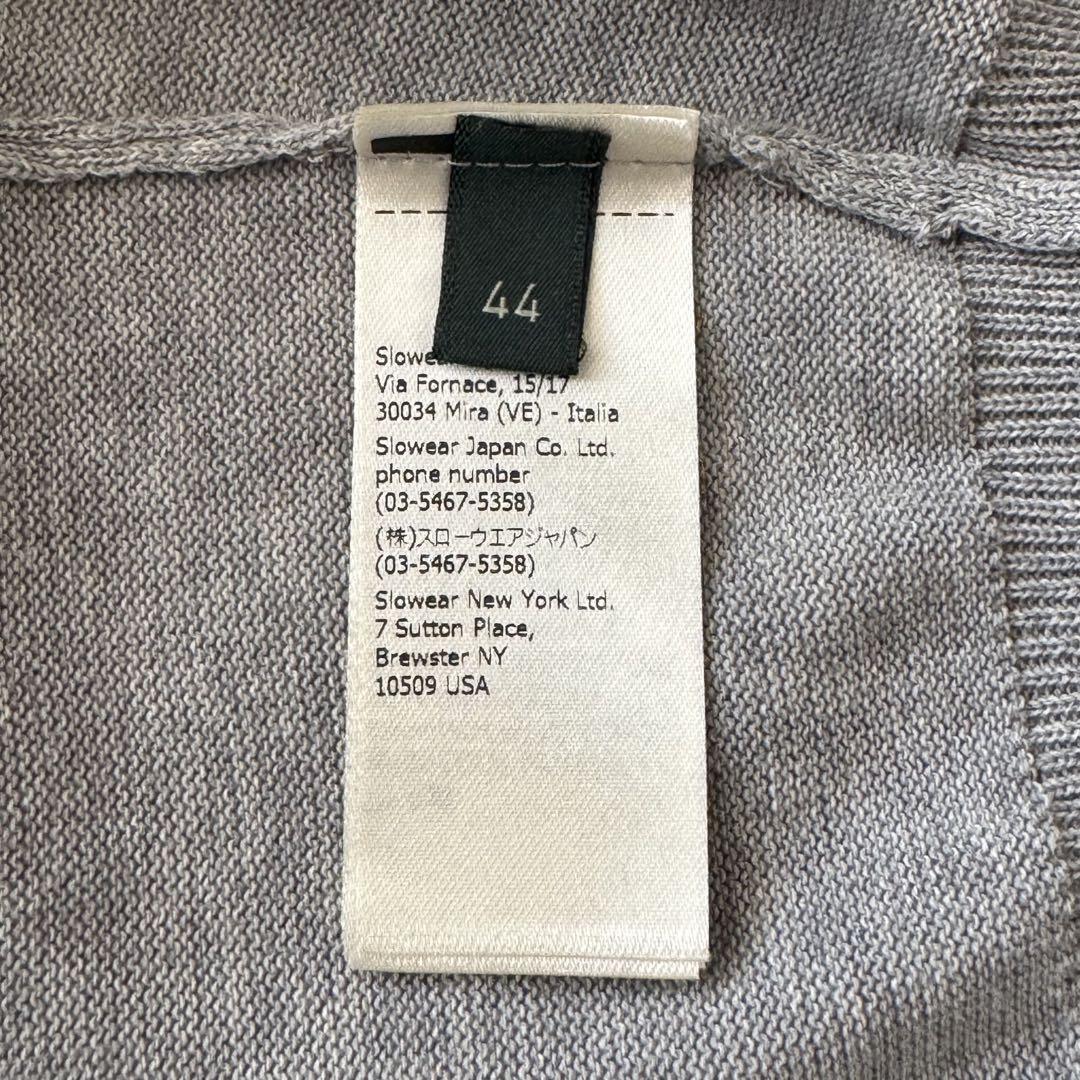 44
Slowear
Via Fornace, 15/17
30034 Mira (VE) - Italia
Slowear Japan Co. Ltd.
phone number
(03-5467-5358)
(株)スローウエアジャパン
(03-5467-5358)
Slowear New York Ltd.
7 Sutton Place,
Brewster NY
10509 USA